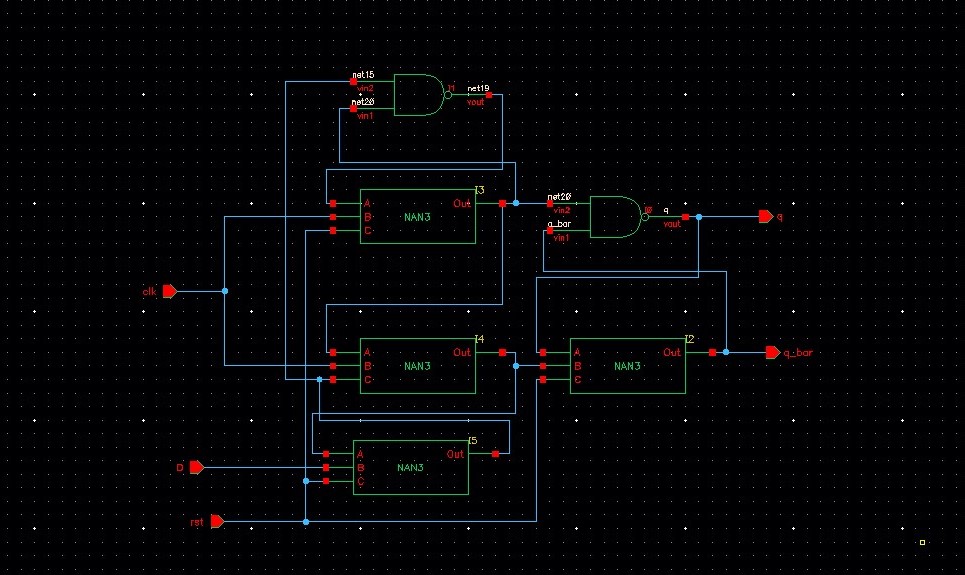 net15
vin2
I1
net19
net20
vout
vin1
I3
A
Out
B
NAN3
C
net20
vin2
I0
q
q
q_bar
vout
vin1
clk
I4
I2
A
Out
A
Out
q_bar
B
NAN3
B
NAN3
C
C
I5
A
Out
D
B
NAN3
C
rst